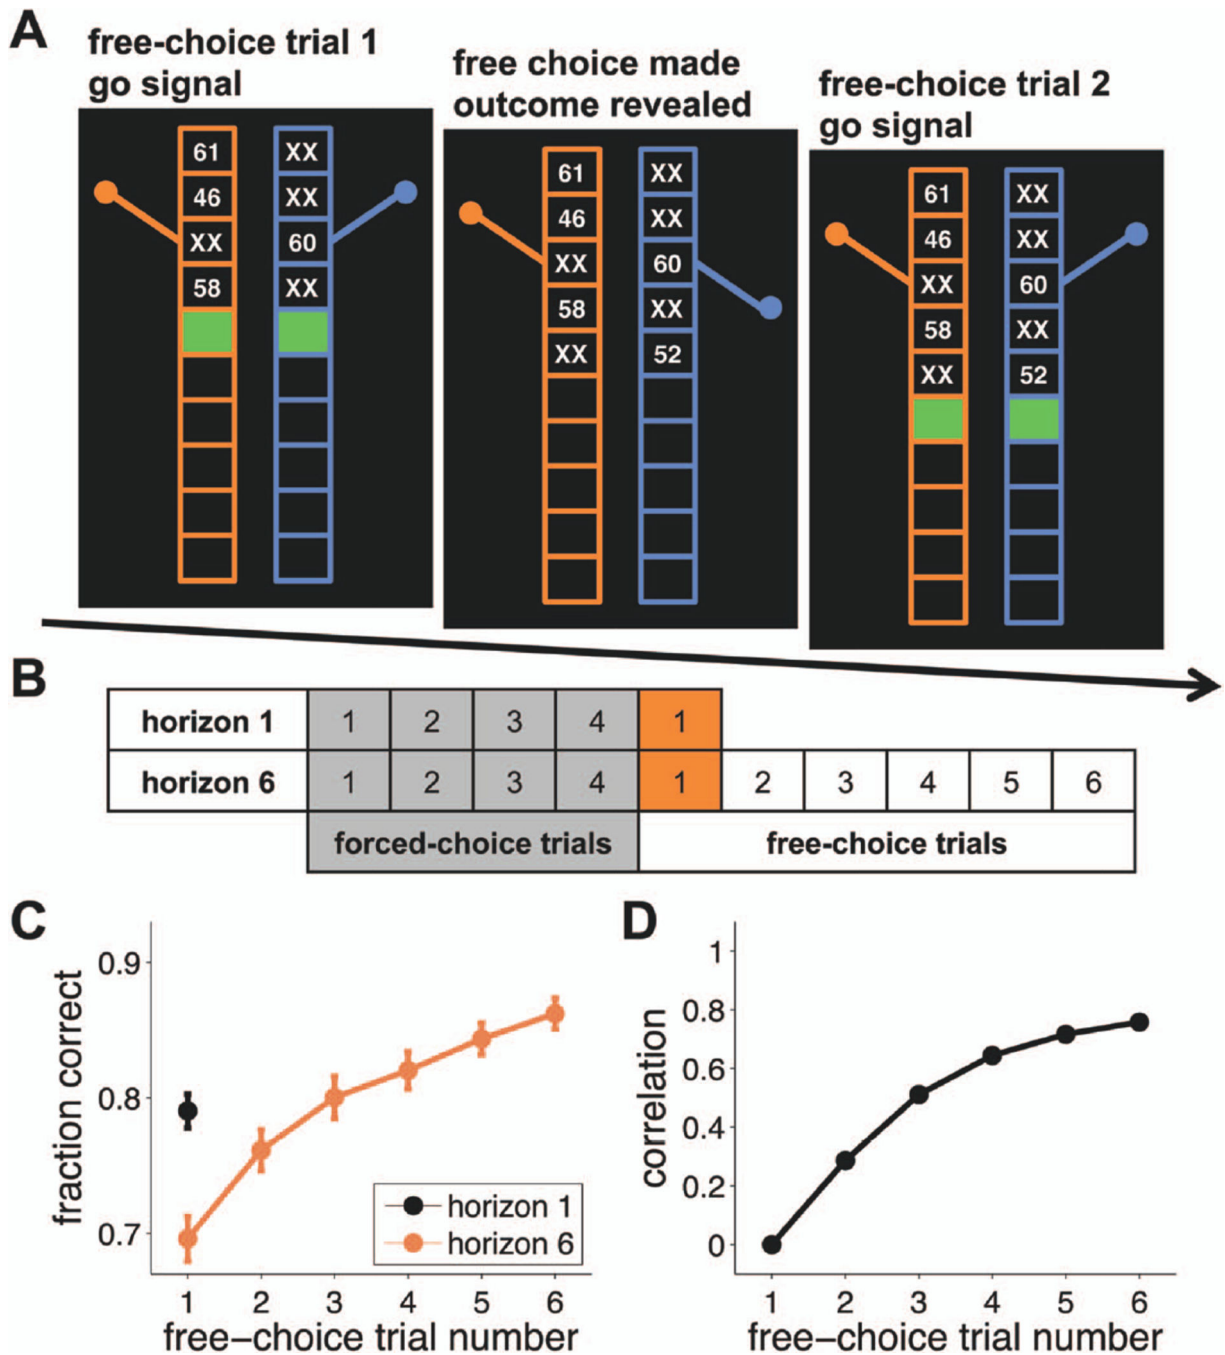 A
free-choice trial 1
go signal
61 XX
46 XX
XX 60
58 XX
free choice made
outcome revealed
61 XX
46 XX
XX 60
58 XX
XX 52
free-choice trial 2
go signal
61 XX
46 XX
XX 60
58 XX
XX 52
B
horizon 1 1 2 3 4 1
horizon 6 1 2 3 4 1 2 3 4 5 6
forced-choice trials free-choice trials
C
fraction correct
0.9
0.8
0.7
horizon 1
horizon 6
1 2 3 4 5 6
free−choice trial number
D
correlation
1
0.8
0.6
0.4
0.2
0
1 2 3 4 5 6
free−choice trial number